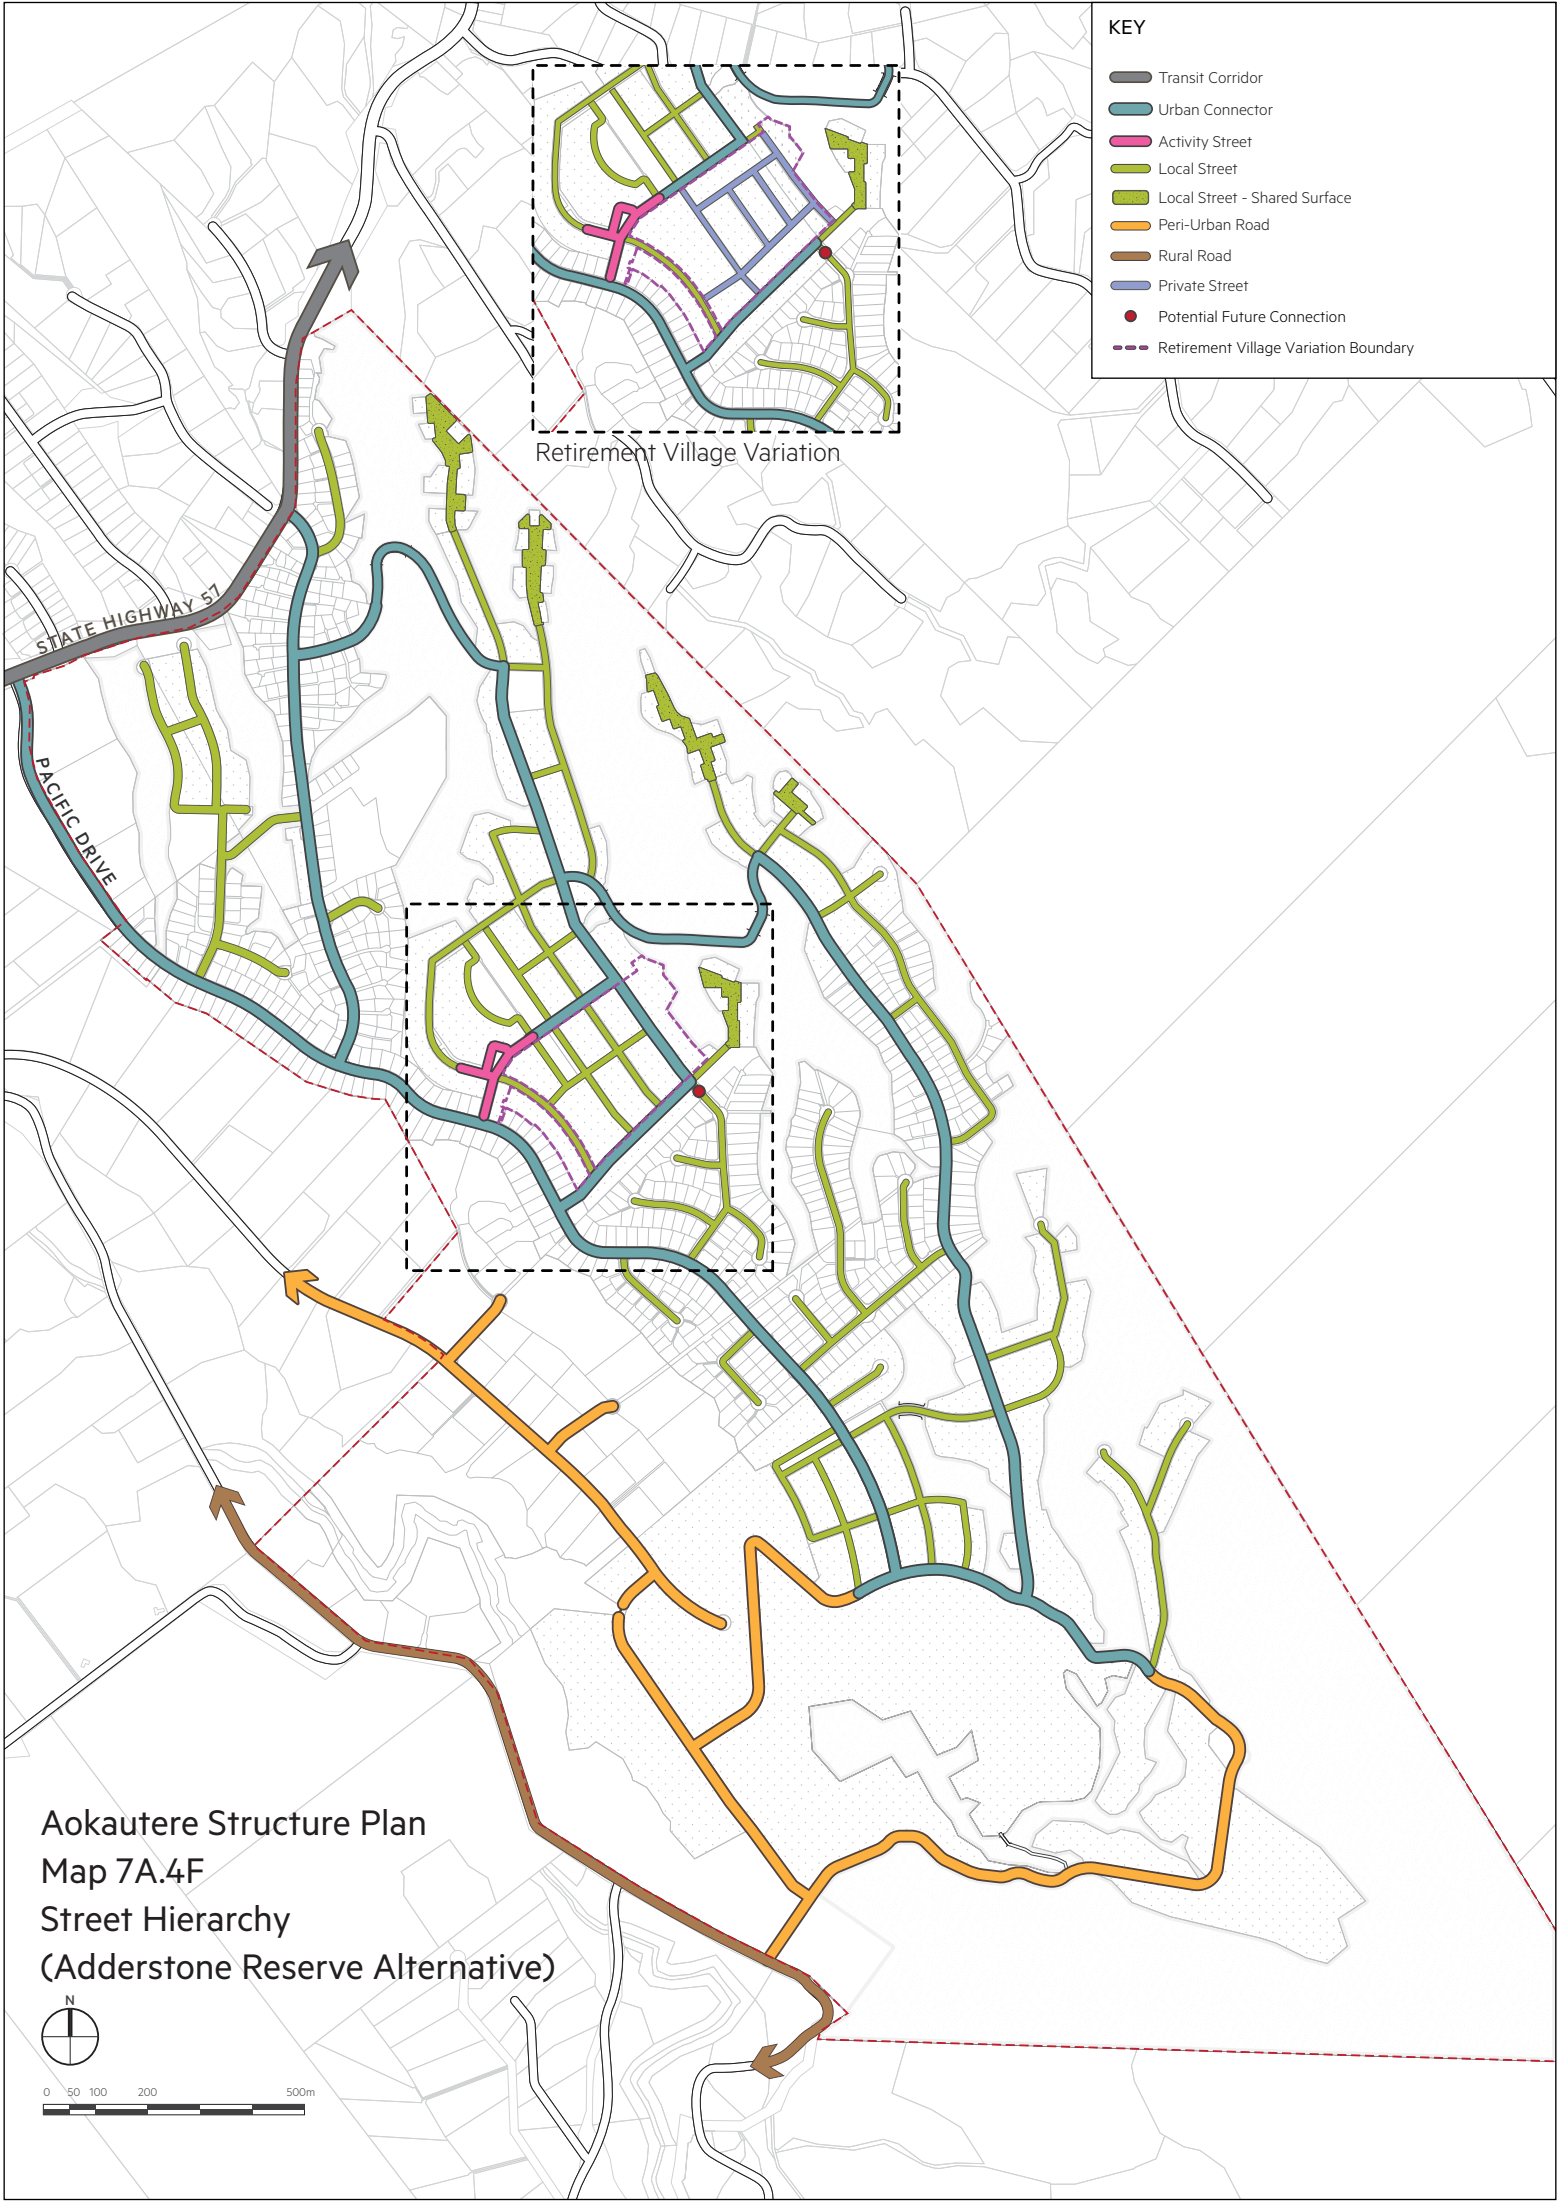 KEY
Transit Corridor
Urban Connector
Activity Street
Local Street
Local Street - Shared Surface
Peri-Urban Road
Rural Road
Private Street
Potential Future Connection
Retirement Village Variation Boundary
Retirement Village Variation
STATE HIGHWAY 57
PACIFIC DRIVE
Aokautere Structure Plan
Map 7A.4F
Street Hierarchy
(Adderstone Reserve Alternative)
N
0 50 100 200 500m